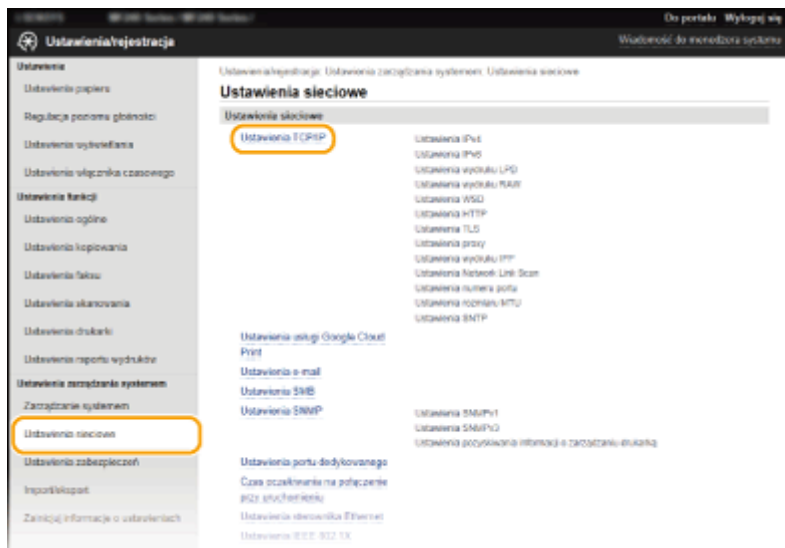 Do portalu Wyloguj się
Ustawienia/rejestracja
Wiadomość do menedżera systemu
Ustawienia
Ustawienia papieru
Regulacja poziomu głośności
Ustawienia wyświetlania
Ustawienia włącznika czasowego
Ustawienia funkcji
Ustawienia ogólne
Ustawienia kopiowania
Ustawienia faksu
Ustawienia skanowania
Ustawienia drukarki
Ustawienia raportu wydruków
Ustawienia zarządzania systemem
Zarządzanie systemem
Ustawienia sieciowe
Ustawienia zabezpieczeń
Import/eksport
Zainicjuj informacje o ustawieniach
Ustawienia/rejestracja: Ustawienia zarządzania systemem: Ustawienia sieciowe
Ustawienia sieciowe
Ustawienia sieciowe
Ustawienia TCP/IP
Ustawienia IPv4
Ustawienia IPv6
Ustawienia wydruku LPD
Ustawienia wydruku RAW
Ustawienia WSD
Ustawienia HTTP
Ustawienia TLS
Ustawienia proxy
Ustawienia wydruku IPP
Ustawienia Network Link Scan
Ustawienia numeru portu
Ustawienia rozmiaru MTU
Ustawienia SNTP
Ustawienia usługi Google Cloud
Print
Ustawienia e-mail
Ustawienia SMB
Ustawienia SNMP
Ustawienia SNMPv1
Ustawienia SNMPv3
Ustawienia pozyskiwania informacji o zarządzaniu drukarką
Ustawienia portu dedykowanego
Czas oczekiwania na połączenie
przy uruchomieniu
Ustawienia sterownika Ethernet
Ustawienia IEEE 802.1X